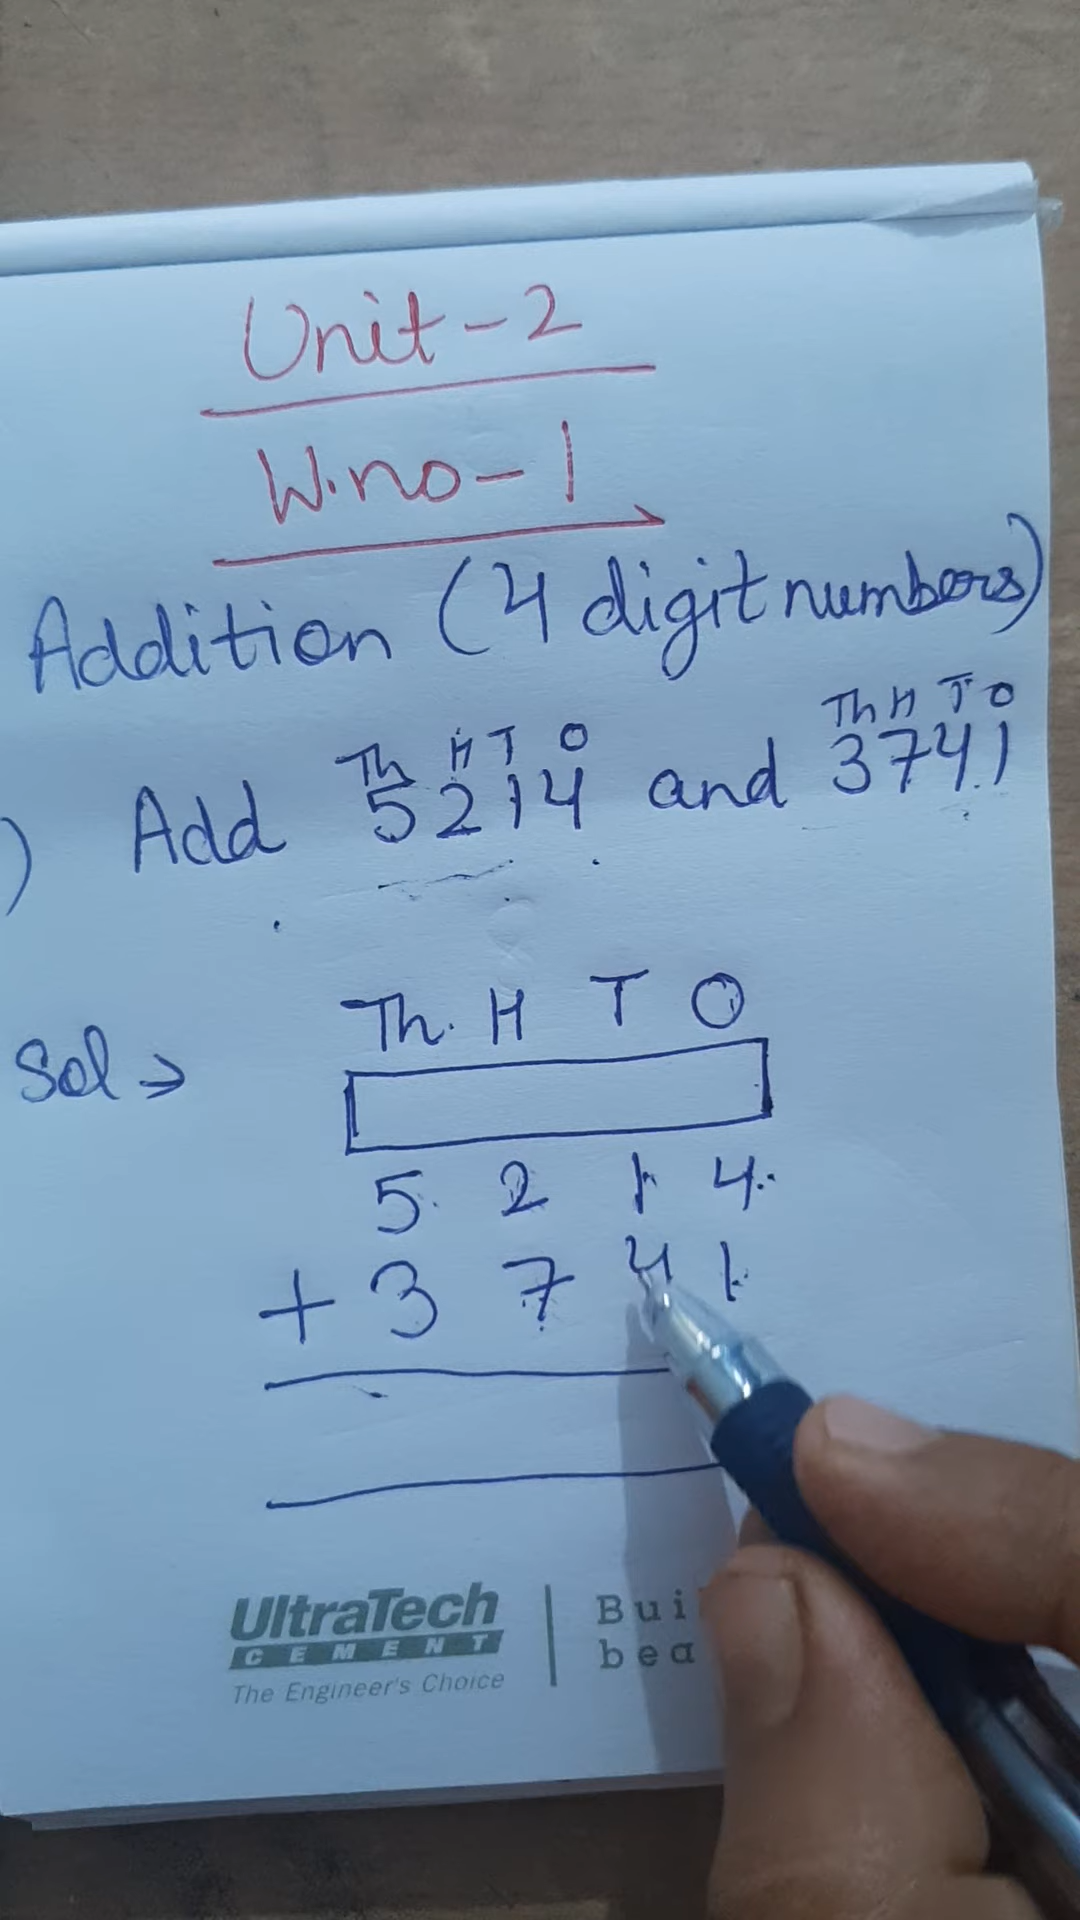 Unit-2
W.no-1
Addition (4 digit numbers)
Th H T O Th H T O
) Add 5214 and 3741
Th. H T O
Sol →
5 2 1 4
+ 3 7 4 1
UltraTech
CEMENT
The Engineer's Choice
Bui
bea